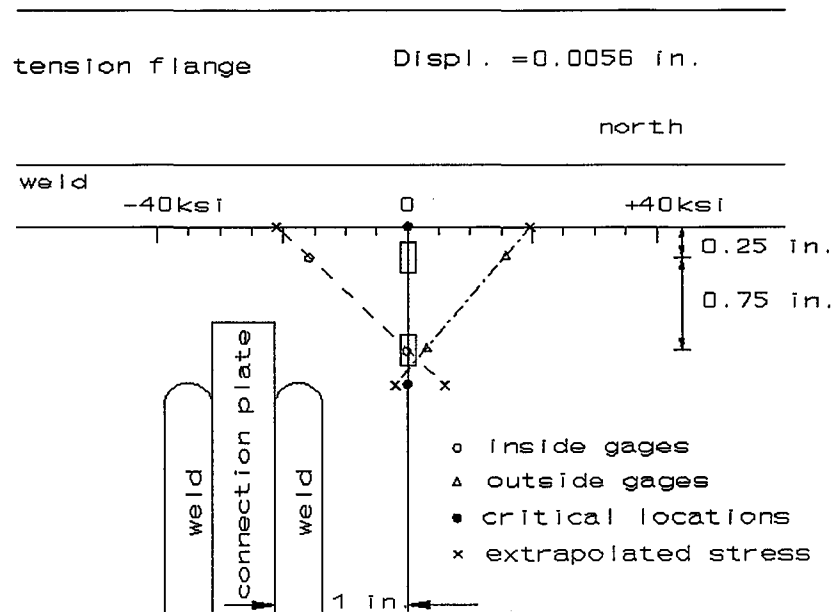 tension flange
Displ. =0.0056 in.
north
weld
-40ksi
0
+40ksi
0.25 in.
0.75 in.
connection plate
weld
weld
inside gages
outside gages
critical locations
extrapolated stress
1 in.